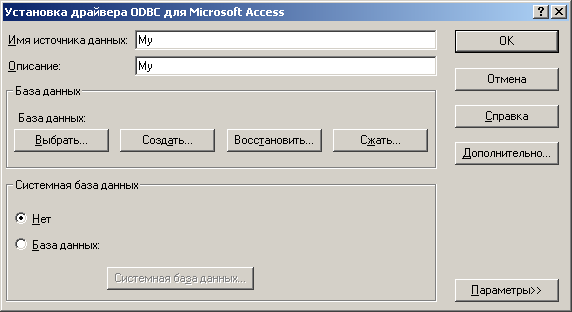 Установка драйвера ODBC для Microsoft Access
Имя источника данных: My
OK
Описание: My
Отмена
База данных
База данных:
Справка
Выбрать... Создать... Восстановить... Сжать...
Дополнительно...
Системная база данных
Нет
База данных:
Системная база данных...
Параметры>>